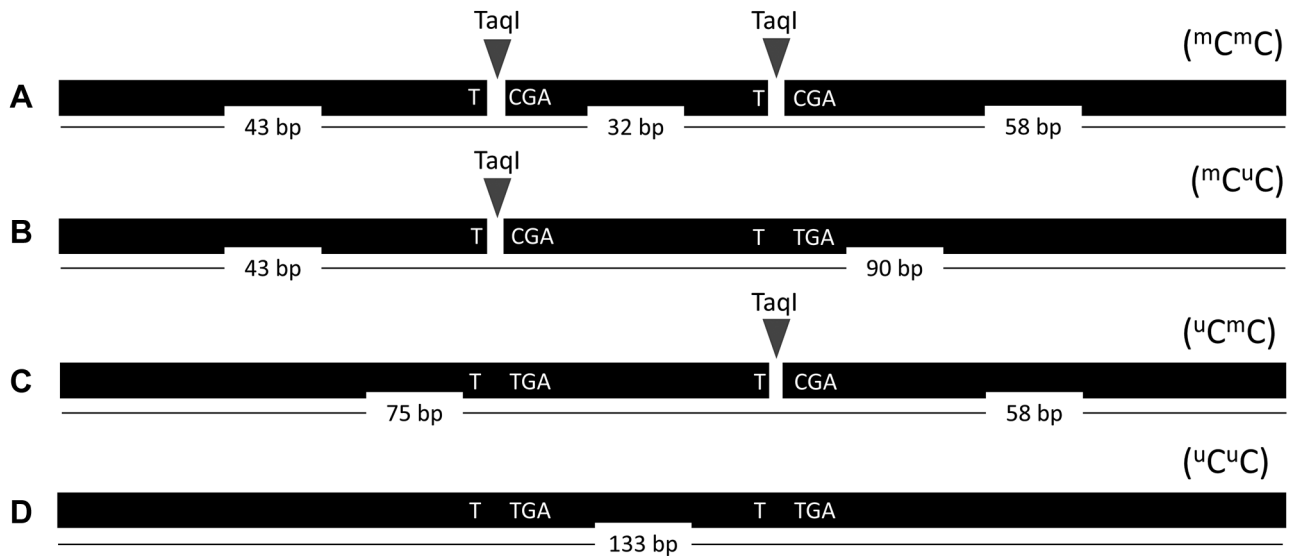 TaqI TaqI (ᵐCᵐC)
A T CGA T CGA
43 bp 32 bp 58 bp
TaqI (ᵐCᵘC)
B T CGA T TGA
43 bp 90 bp
TaqI (ᵘCᵐC)
C T TGA T CGA
75 bp 58 bp
(ᵘCᵘC)
D T TGA T TGA
133 bp